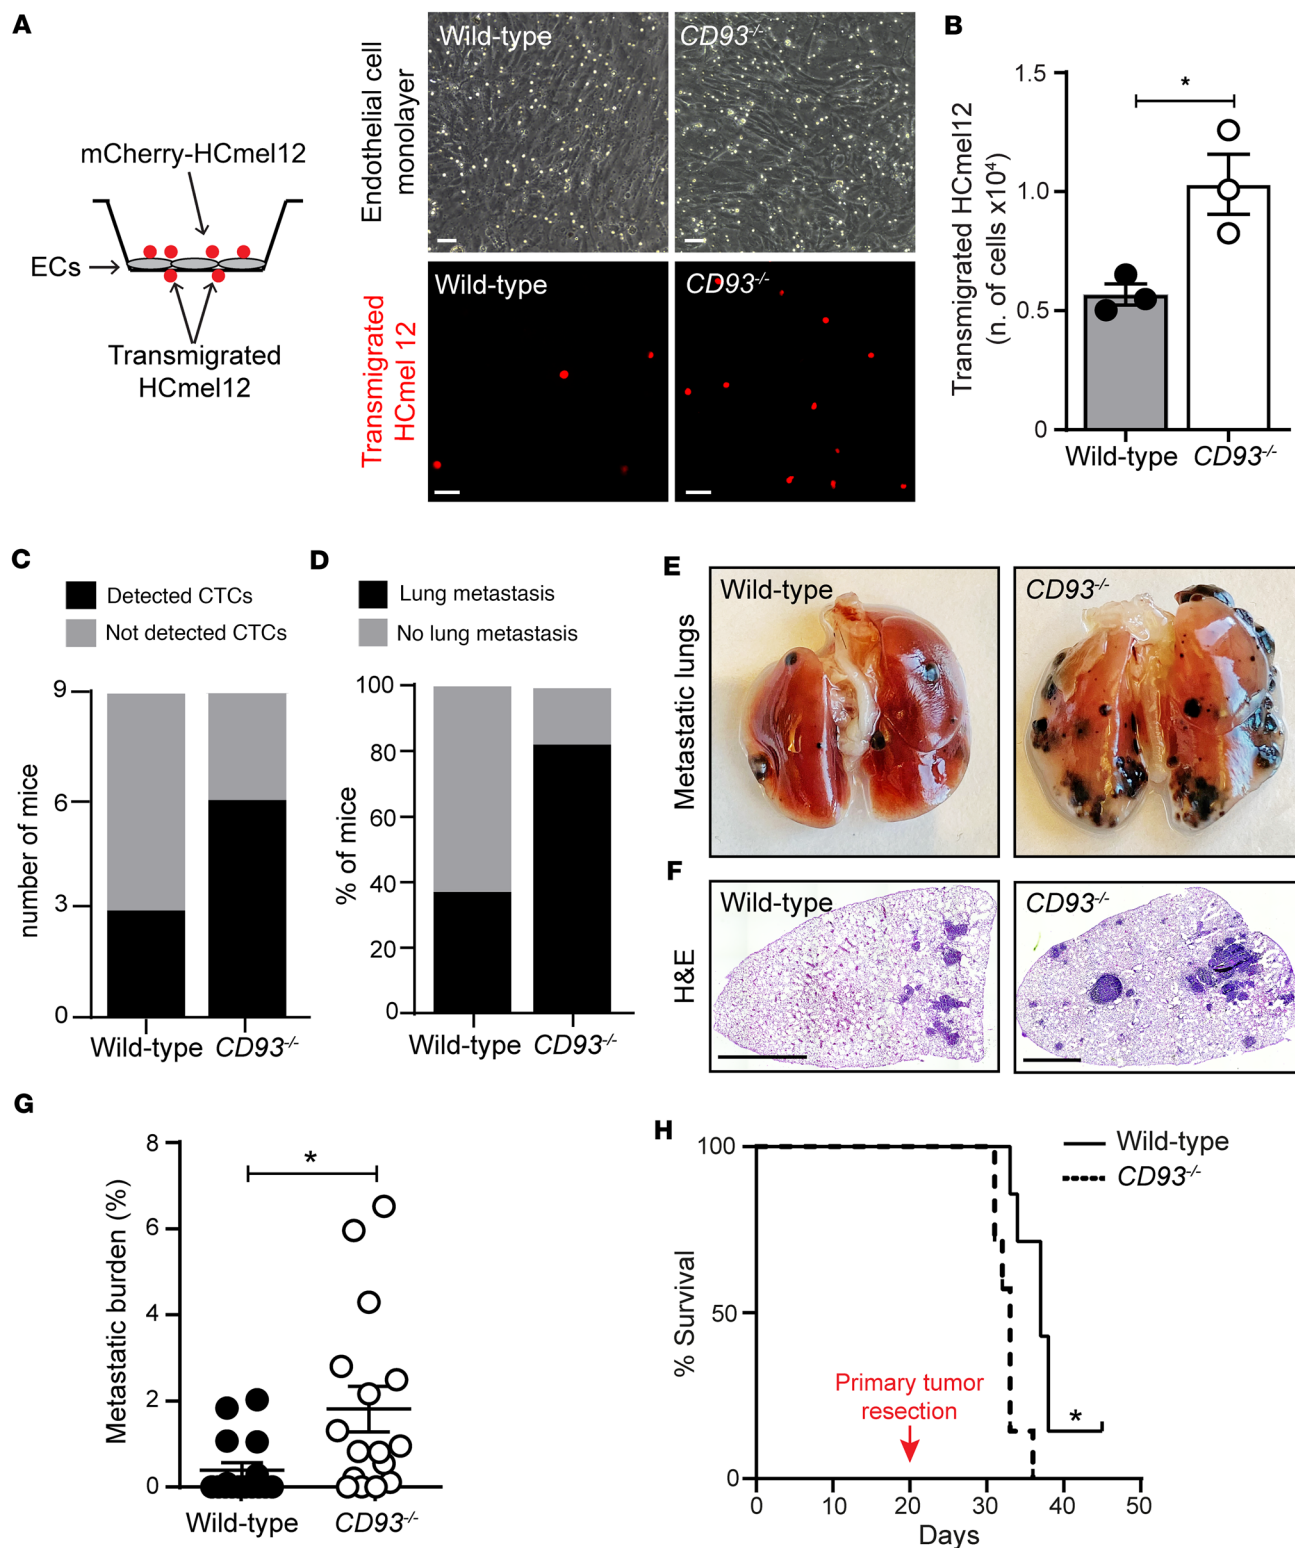 A
mCherry-HCmel12
ECs
Transmigrated
HCmel12
Endothelial cell
monolayer
Wild-type
CD93-/-
Transmigrated
HCmel 12
Wild-type
CD93-/-
B
Transmigrated HCmel12
(n. of cells x10⁴)
1.5
1.0
0.5
0
*
Wild-type
CD93-/-
C
Detected CTCs
Not detected CTCs
number of mice
9
6
3
0
Wild-type
CD93-/-
D
Lung metastasis
No lung metastasis
% of mice
100
80
60
40
20
0
Wild-type
CD93-/-
E
Metastatic lungs
Wild-type
CD93-/-
F
H&E
Wild-type
CD93-/-
G
Metastatic burden (%)
8
6
4
2
0
*
Wild-type
CD93-/-
H
% Survival
100
50
0
Wild-type
CD93-/-
Primary tumor
resection
*
0 10 20 30 40 50
Days